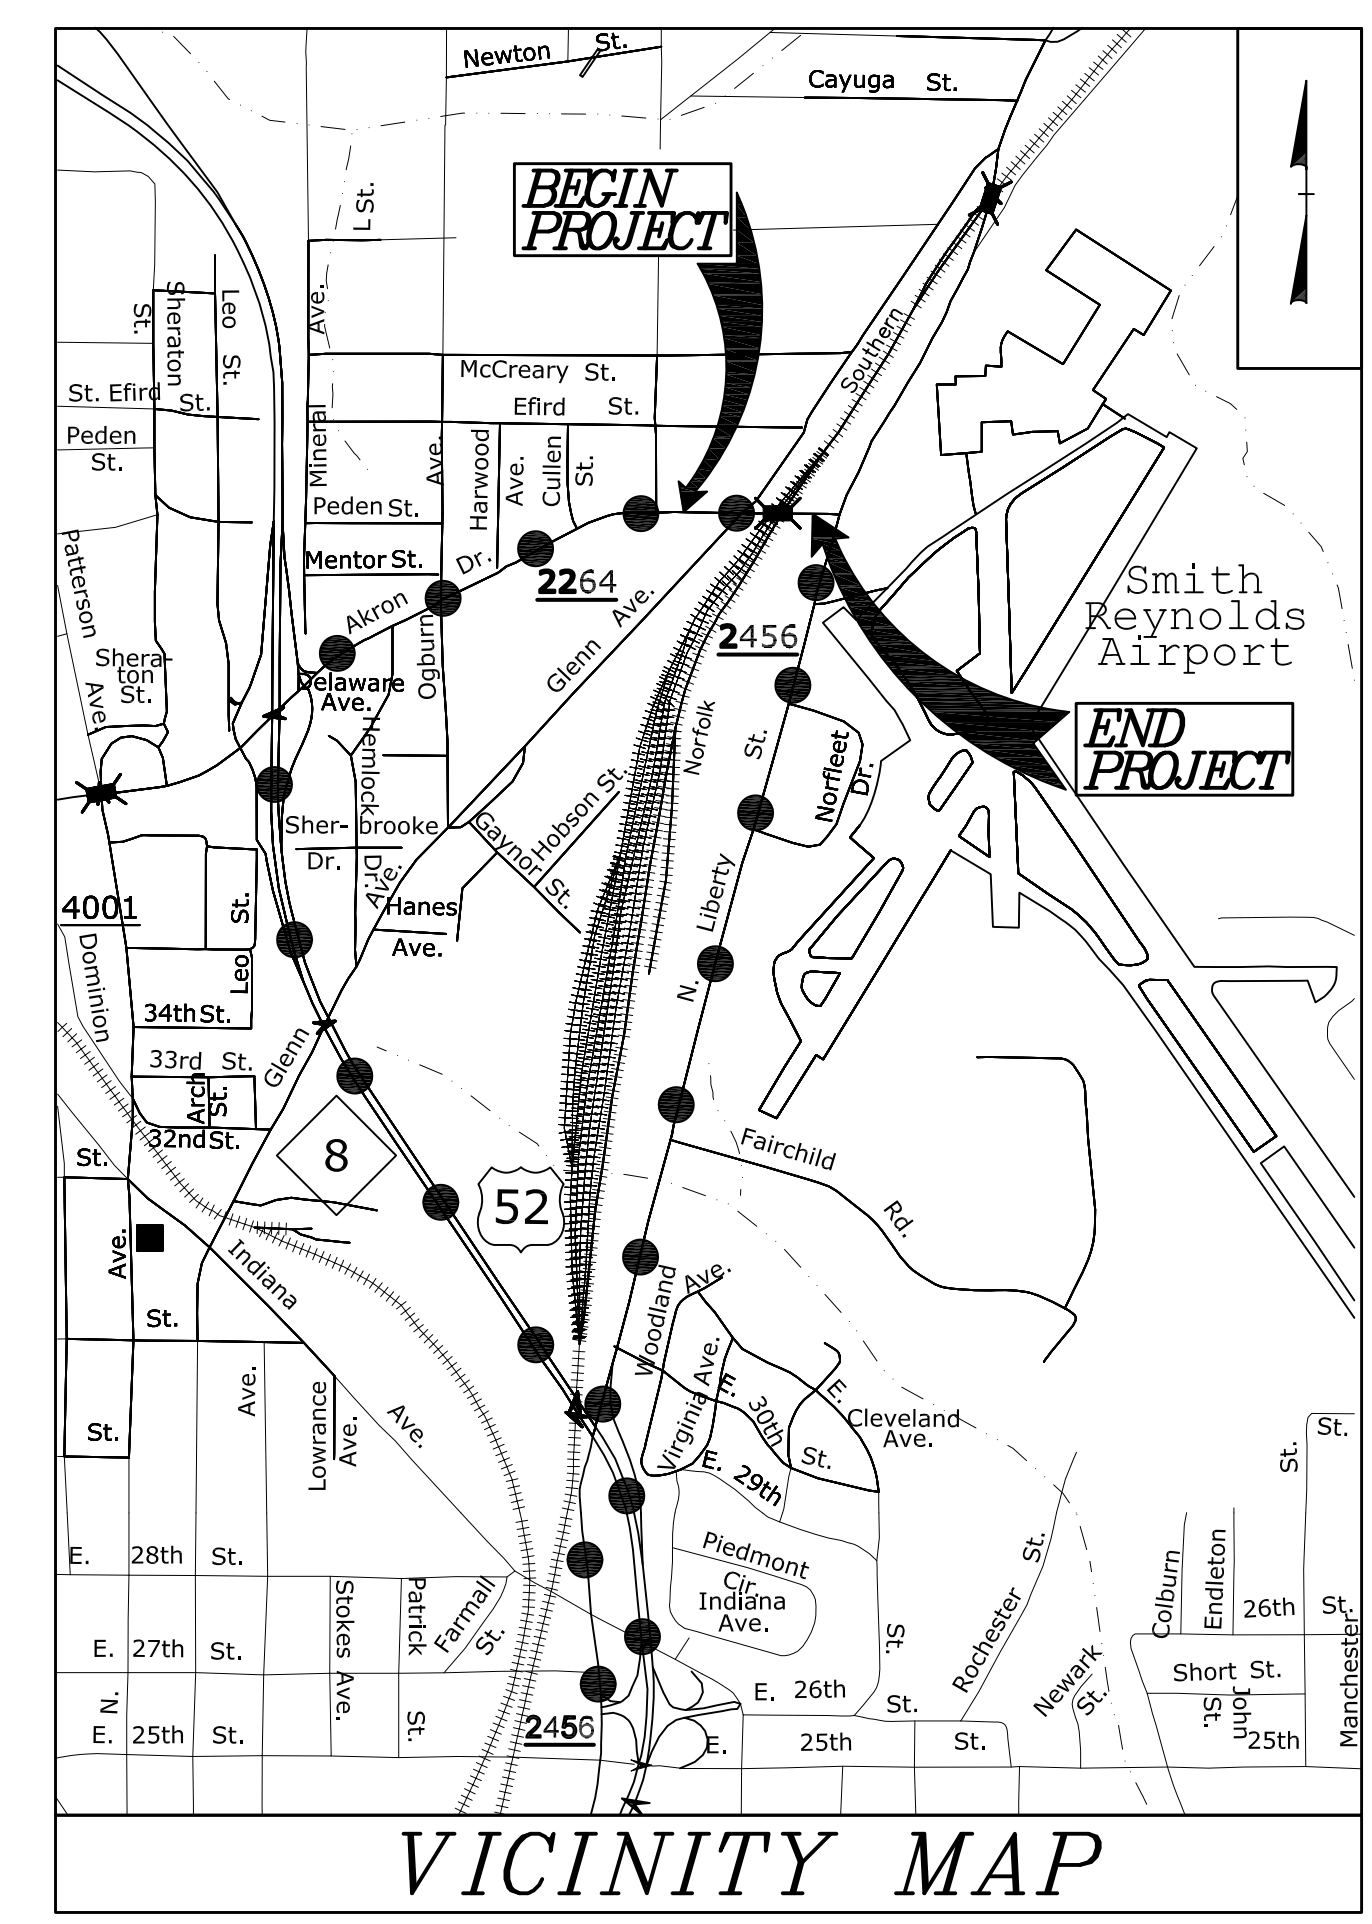 Newton St.
Cayuga St.
BEGIN
PROJECT
L St.
Sheraton
St.
Leo St.
Ave.
Mineral
Southern
McCreary St.
St. Efird St.
Efird St.
Peden
St.
Ave.
Harwood
Ave.
Cullen
St.
Peden St.
Mentor St.
Dr.
Akron
2264
Patterson
Ave.
Smith
Reynolds
Airport
Glenn Ave.
2456
Ogburn
Shera-
ton
St.
Delaware
Ave.
Hemlock
Dr.
Norfolk
St.
Norfleet
Dr.
END
PROJECT
Hobson St.
Gaynor St.
Sher- brooke
Dr.
Ave.
Hanes
Ave.
4001
St.
Leo
Liberty
N.
Dominion
34th St.
Glenn
33rd St.
Arch
St.
32nd St.
St.
8
52
Fairchild
Rd.
Ave.
Indiana
St.
Ave.
Woodland
Virginia Ave.
E.
30th
St.
E.
Cleveland
Ave.
Ave.
Lowrance
Ave.
Ave.
St.
E. 29th
St.
St.
E. 28th St.
Piedmont
Cir.
Indiana
Ave.
St.
Rochester
Colburn
Endleton
26th St.
Stokes Ave.
Patrick
St.
Farmall
St.
E. 27th St.
St.
Short St.
Newark
St.
Manchester
N.
E. 26th St.
John
St.
E. 25th St.
2456
E. 25th St.
25th
VICINITY MAP